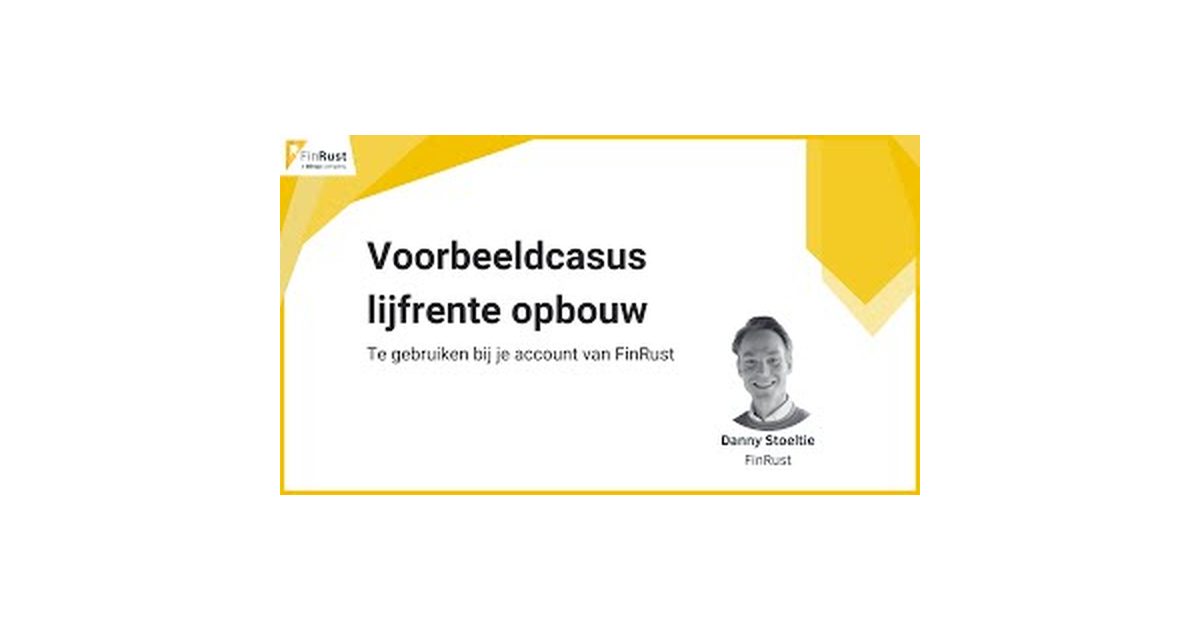 FinRust
Voorbeeldcasus
lijfrente opbouw
Te gebruiken bij je account van FinRust
Danny Stoeltie
FinRust